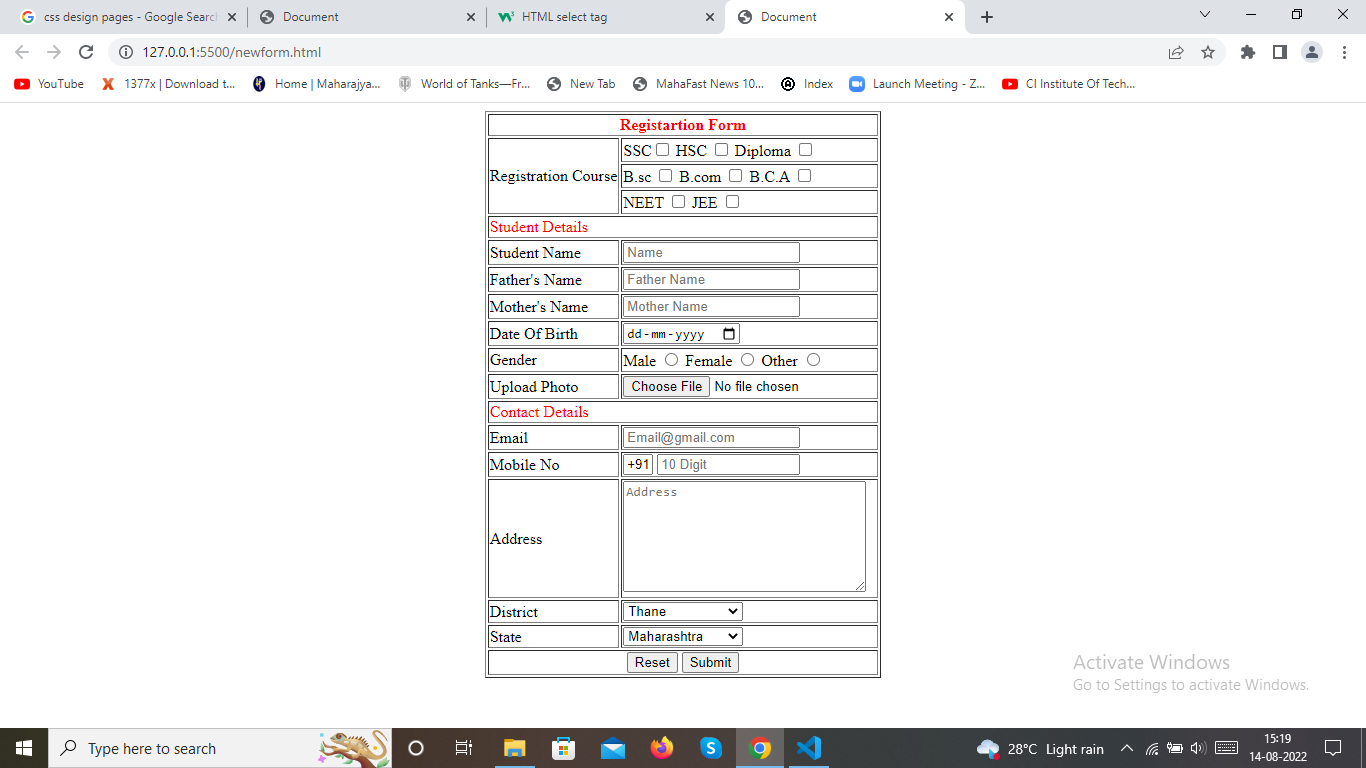 css design pages - Google Searc
Document
HTML select tag
Document
127.0.0.1:5500/newform.html
YouTube
1377x | Download t...
Home | Maharajya...
World of Tanks—Fr...
New Tab
MahaFast News 10...
Index
Launch Meeting - Z...
CI Institute Of Tech...
Registartion Form
Registration Course
SSC HSC Diploma
B.sc B.com B.C.A
NEET JEE
Student Details
Student Name Name
Father's Name Father Name
Mother's Name Mother Name
Date Of Birth dd-mm-yyyy
Gender Male Female Other
Upload Photo Choose File No file chosen
Contact Details
Email Email@gmail.com
Mobile No +91 10 Digit
Address Address
District Thane
State Maharashtra
Reset Submit
Activate Windows
Go to Settings to activate Windows.
Type here to search
28°C Light rain
15:19
14-08-2022